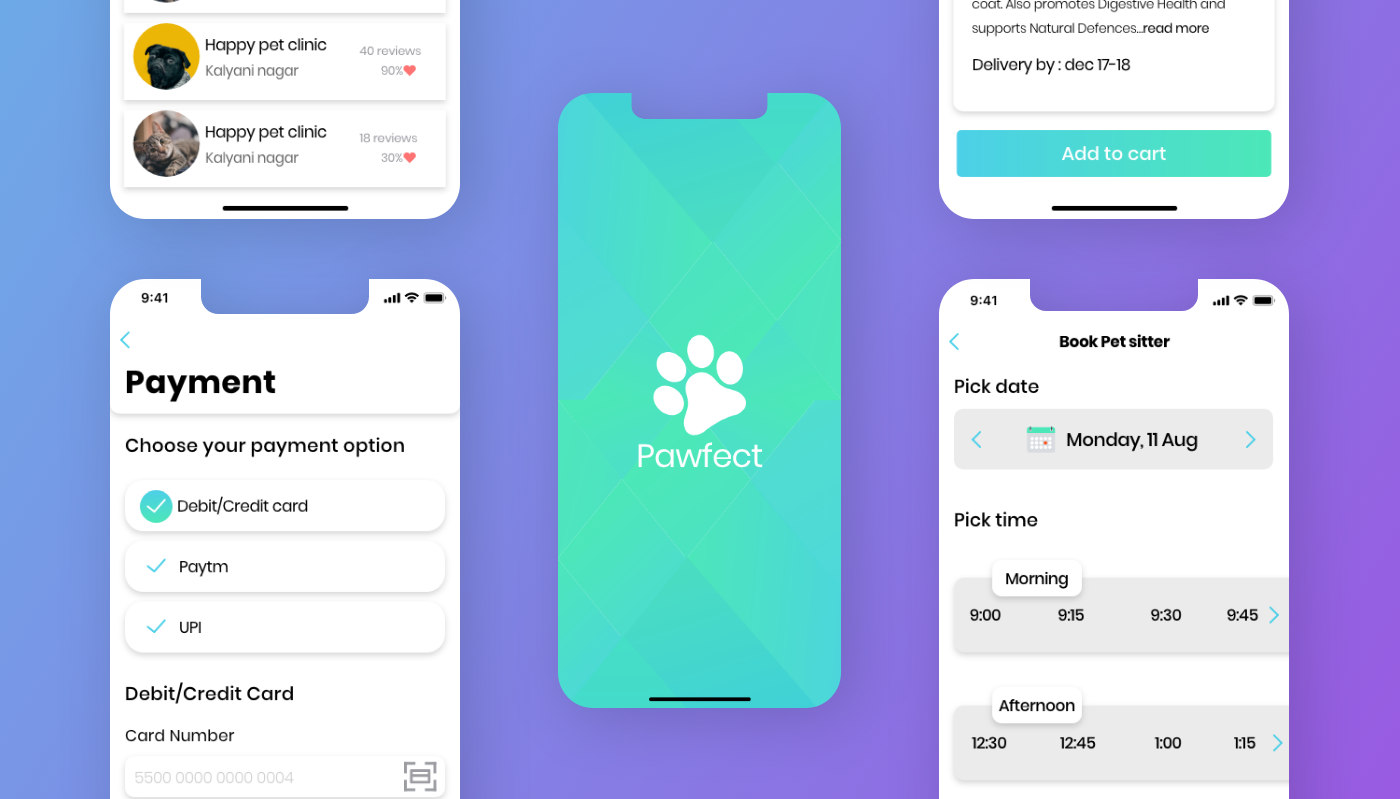 Happy pet clinic
40 reviews
Kalyani nagar
90%
Happy pet clinic
18 reviews
Kalyani nagar
30%
9:41
Payment
Choose your payment option
Debit/Credit card
Paytm
UPI
Debit/Credit Card
Card Number
5500 0000 0000 0004
Pawfect
coat. Also promotes Digestive Health and
supports Natural Defences...read more
Delivery by : dec 17-18
Add to cart
9:41
Book Pet sitter
Pick date
Monday, 11 Aug
Pick time
Morning
9:00 9:15 9:30 9:45
Afternoon
12:30 12:45 1:00 1:15